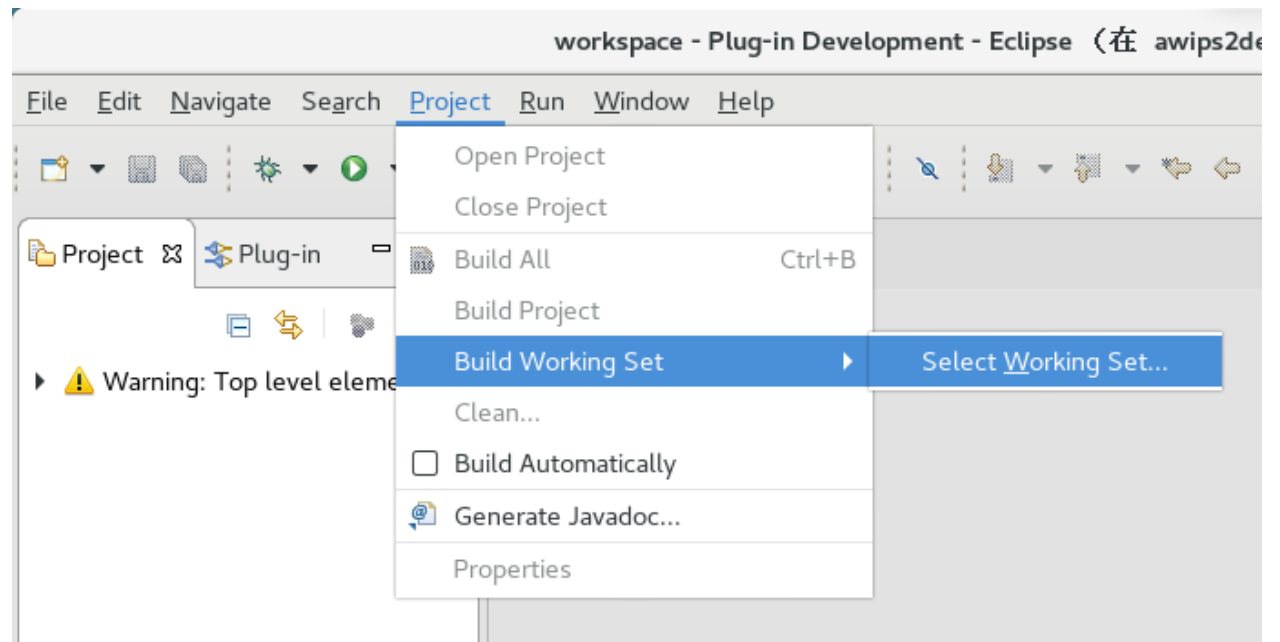 workspace - Plug-in Development - Eclipse （在 awips2de
File Edit Navigate Search Project Run Window Help
Open Project
Close Project
Project Plug-in
Build All Ctrl+B
Build Project
Build Working Set Select Working Set...
Warning: Top level eleme
Clean...
Build Automatically
Generate Javadoc...
Properties